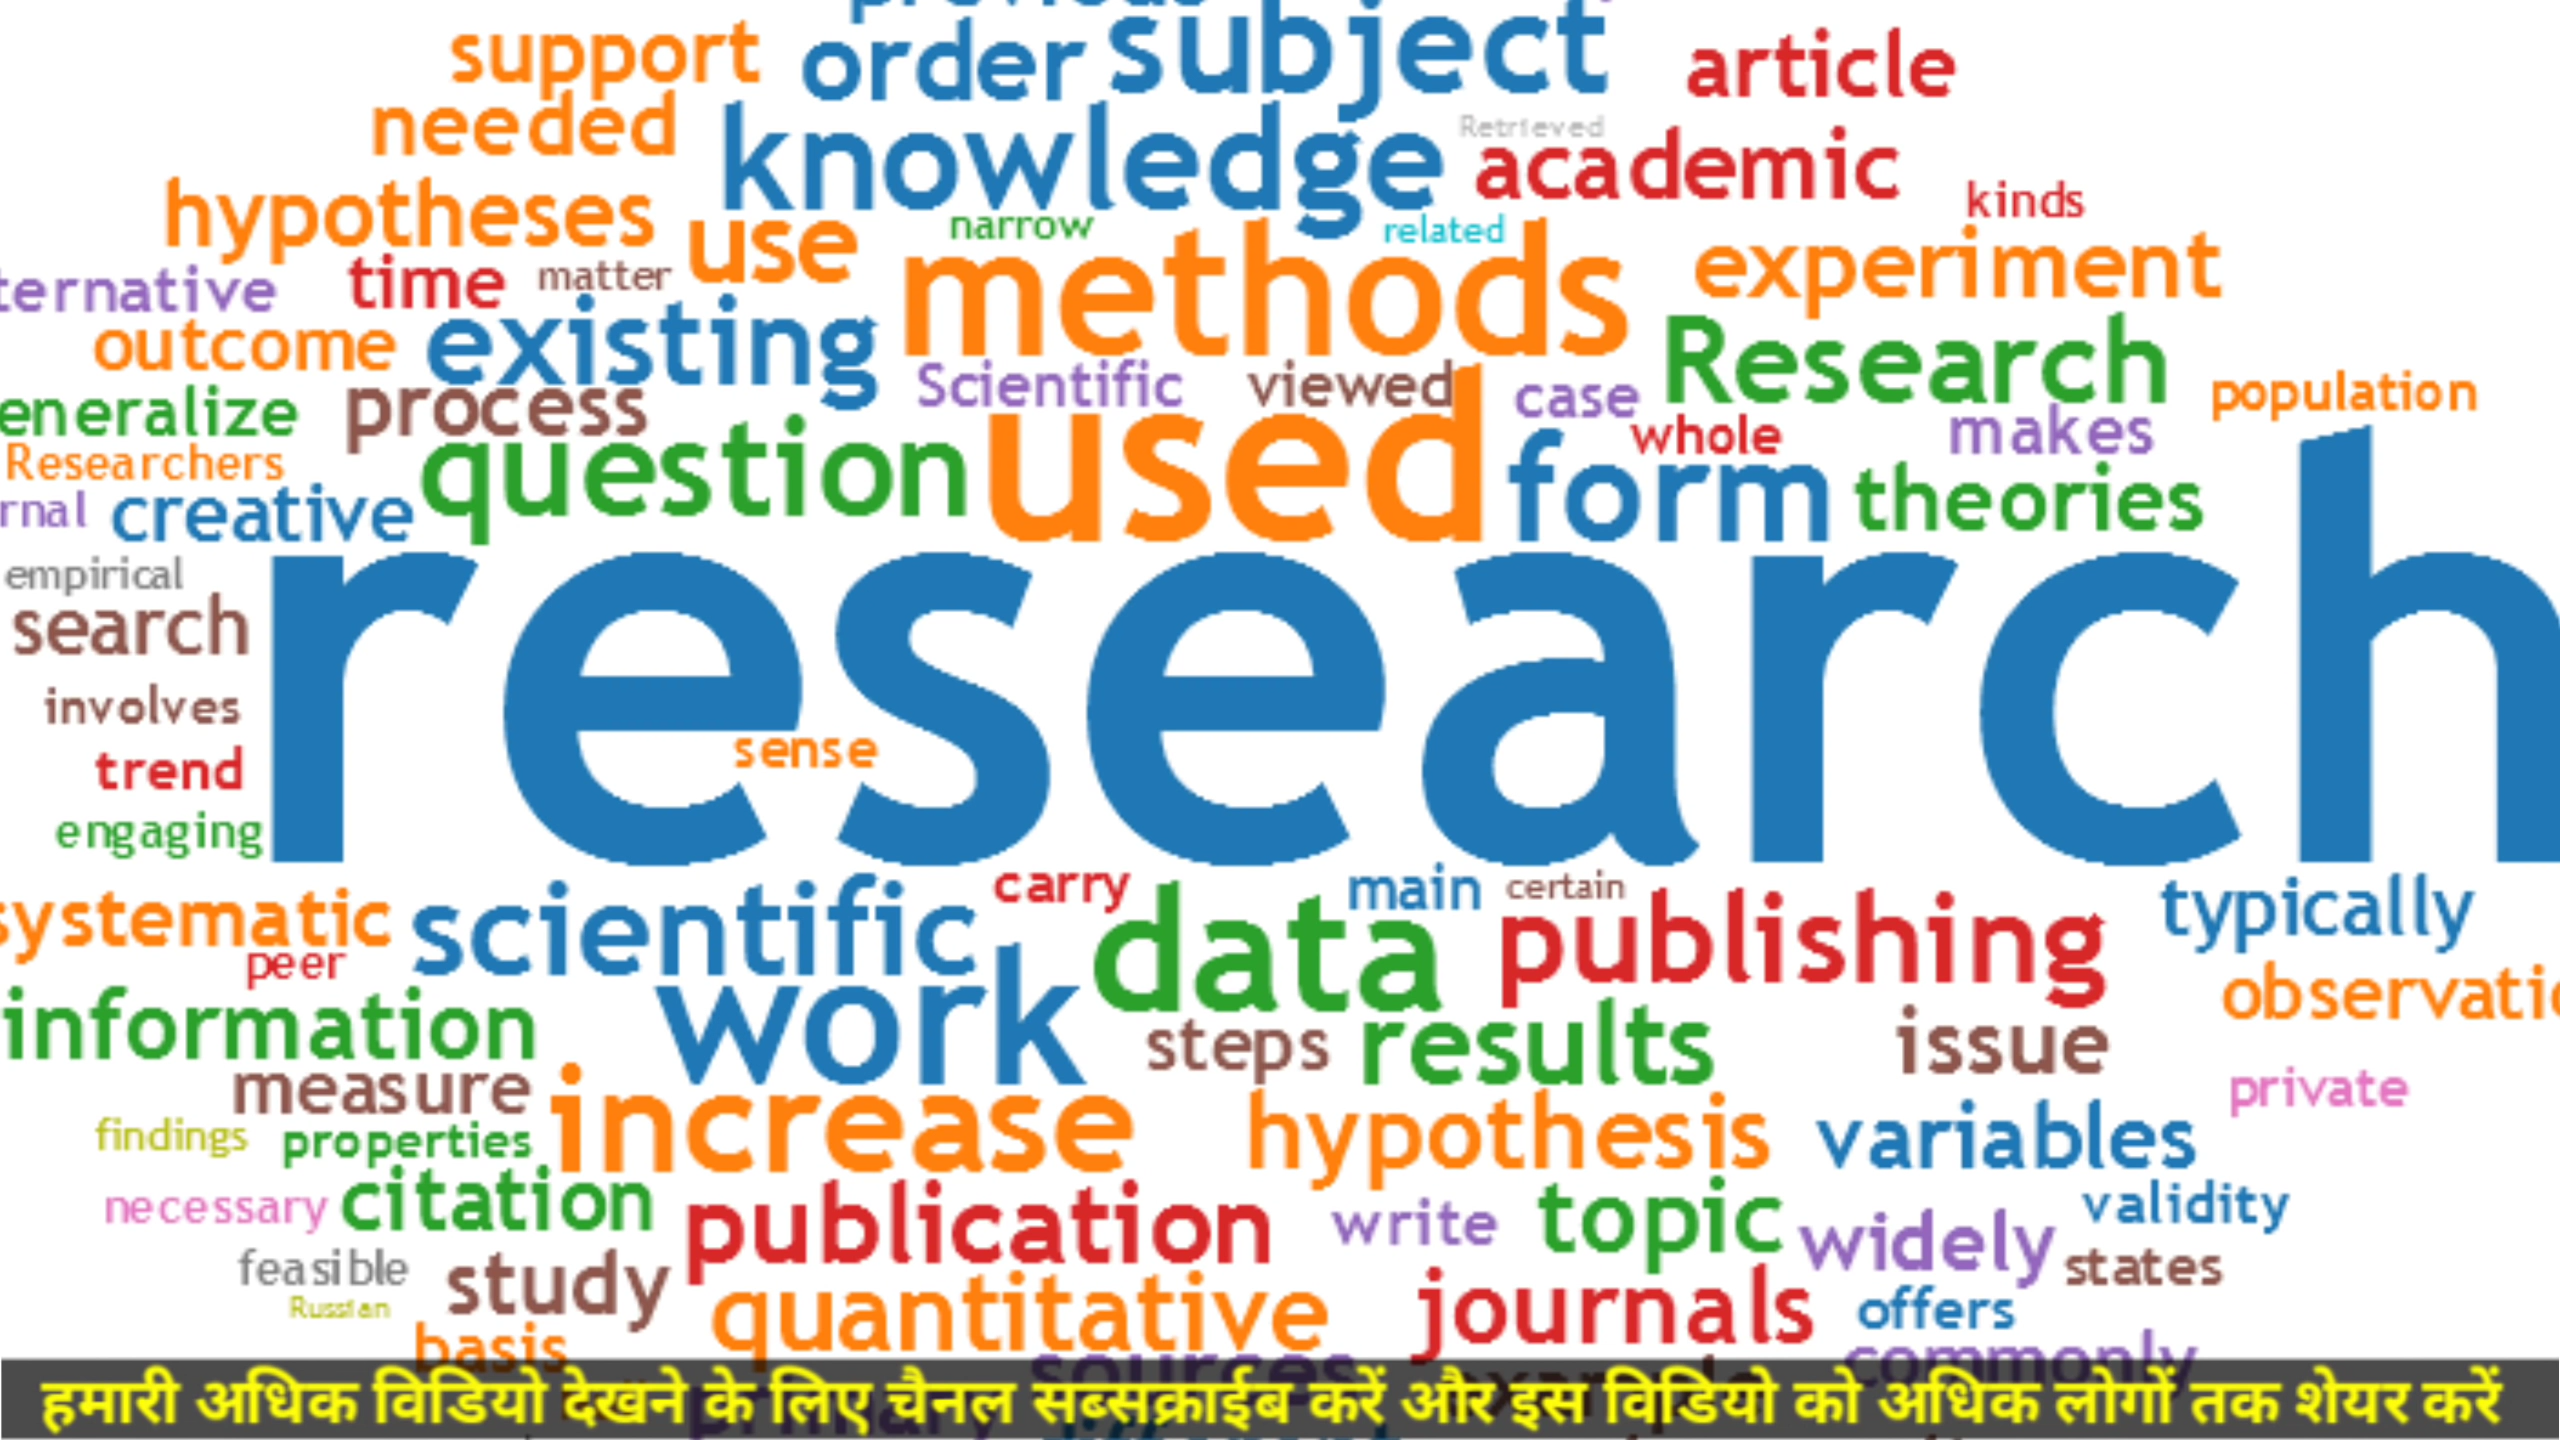 support order subject article
needed knowledge Retrieved academic
hypotheses use narrow related kinds
time matter methods experiment
outcome existing Scientific viewed case Research population
process question used whole makes
Researchers creative form theories
empirical
search research
involves
trend sense
engaging
systematic scientific carry data main certain publishing typically
peer
information work steps results issue
measure increase hypothesis variables private
findings properties
necessary citation publication write topic widely validity
feasible study quantitative journals states
Russian offers
basis sources commonly
हमारी अधिक विडियो देखने के लिए चैनल सब्सक्राईब करें और इस विडियो को अधिक लोगों तक शेयर करें